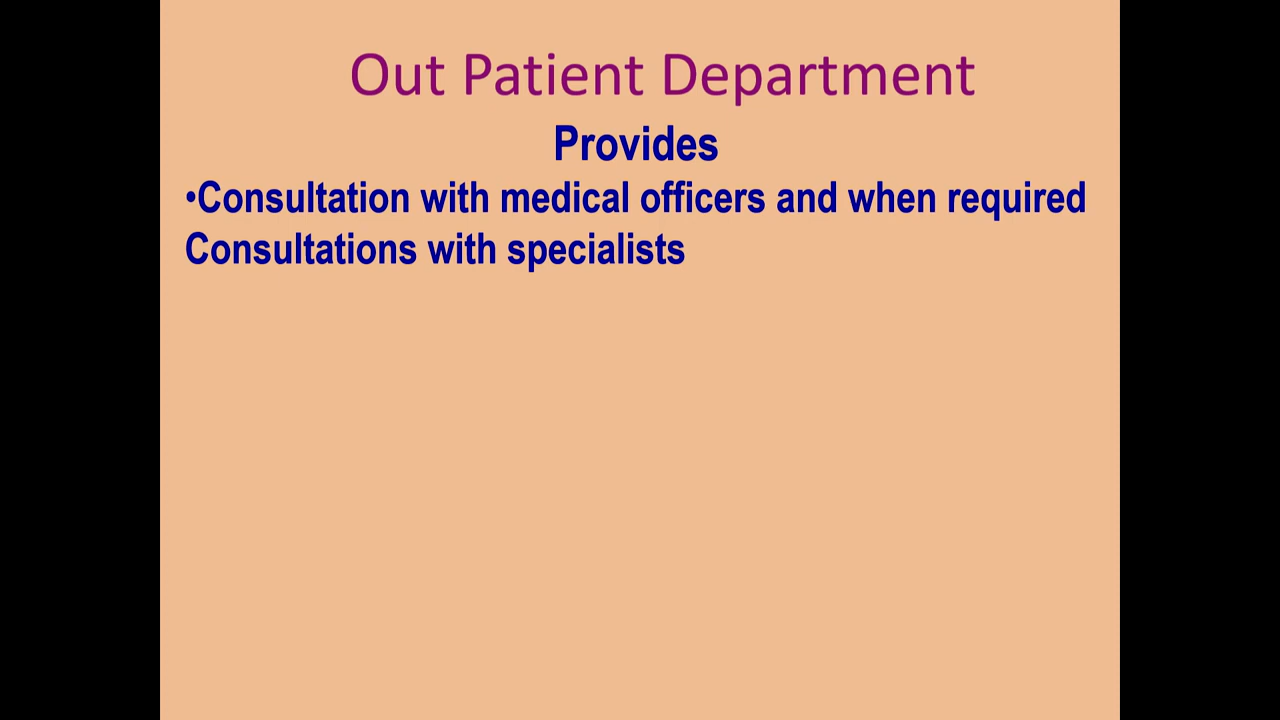 Out Patient Department
Provides
•Consultation with medical officers and when required
Consultations with specialists